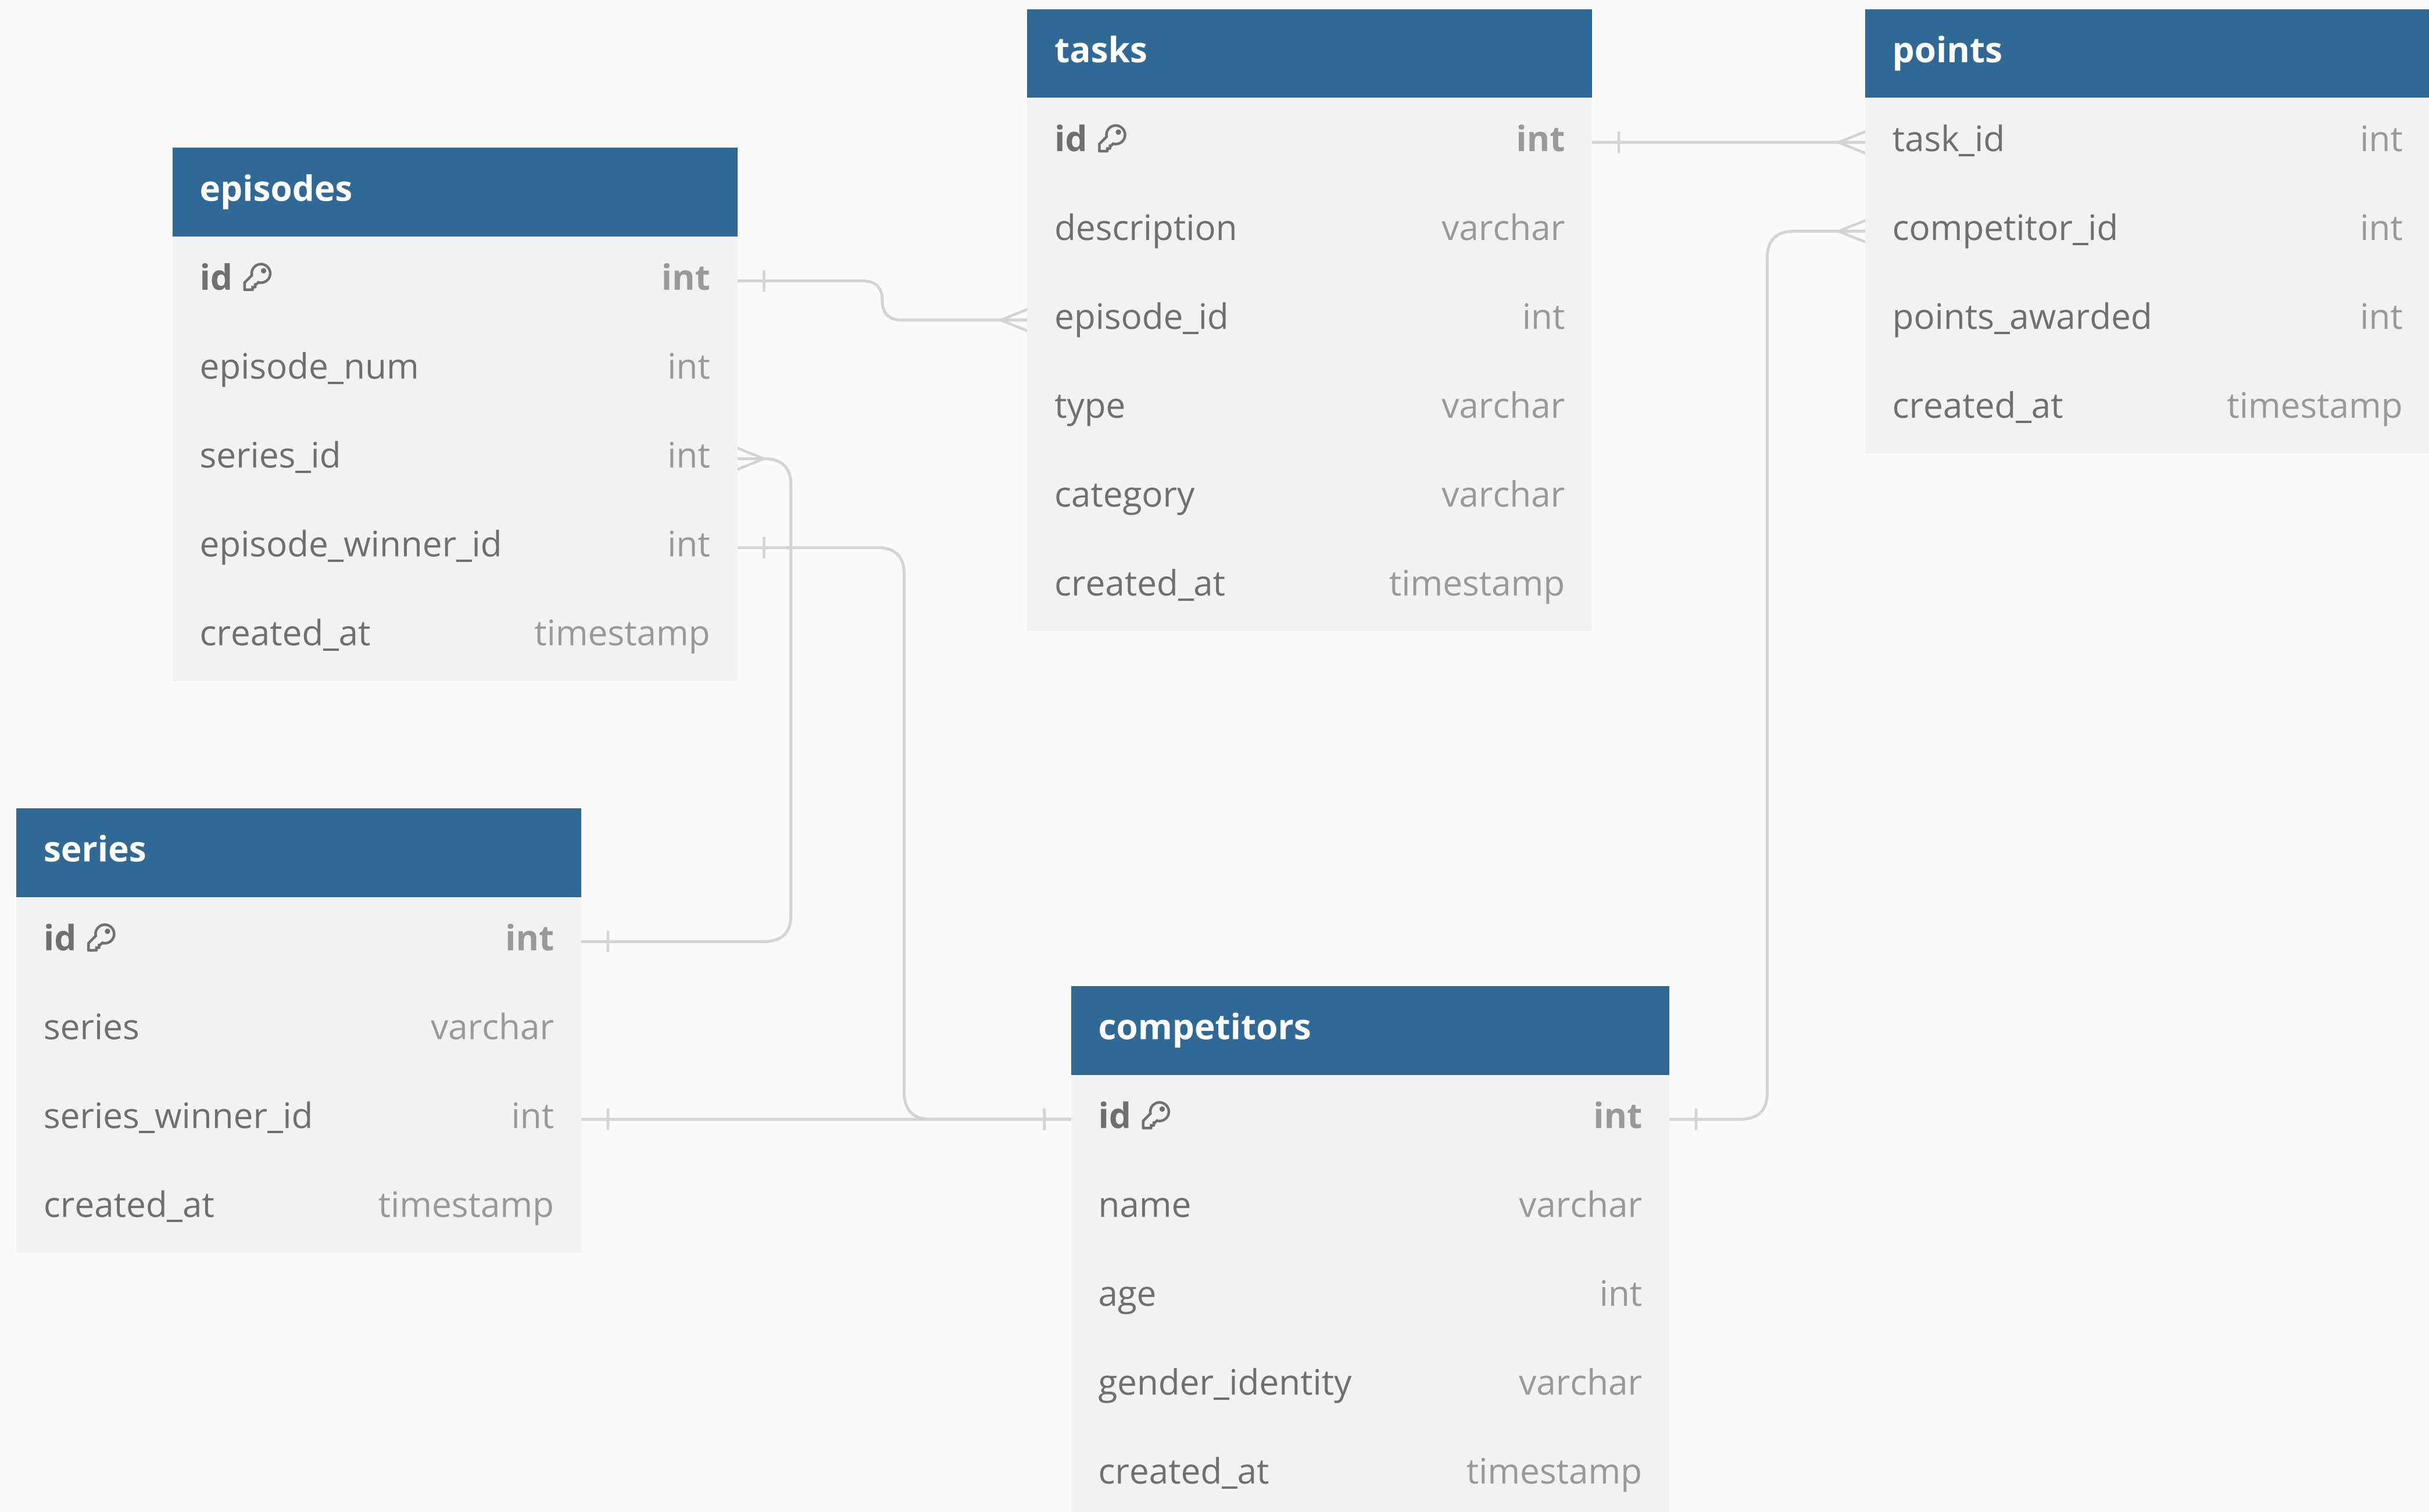 episodes
id int
episode_num int
series_id int
episode_winner_id int
created_at timestamp
tasks
id int
description varchar
episode_id int
type varchar
category varchar
created_at timestamp
points
task_id int
competitor_id int
points_awarded int
created_at timestamp
series
id int
series varchar
series_winner_id int
created_at timestamp
competitors
id int
name varchar
age int
gender_identity varchar
created_at timestamp